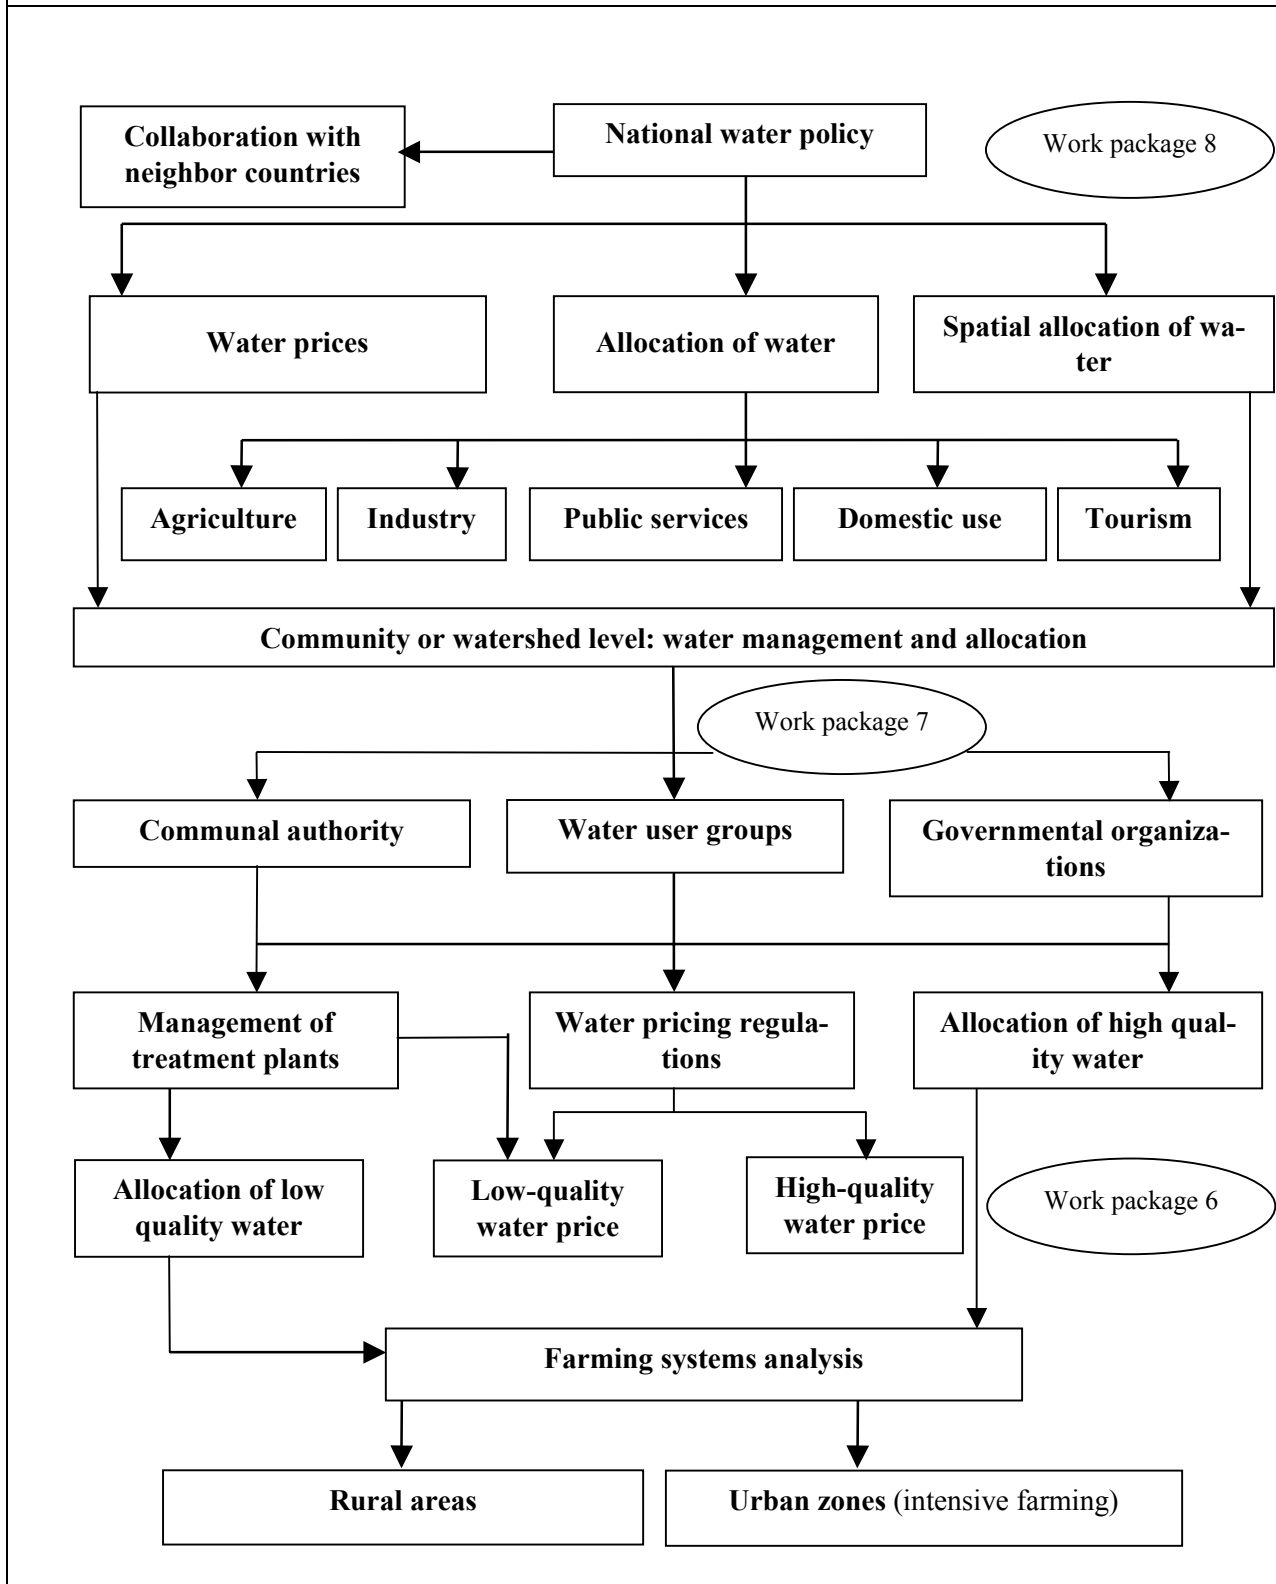 Collaboration with
neighbor countries
National water policy
Work package 8
Water prices
Allocation of water
Spatial allocation of wa-
ter
Agriculture
Industry
Public services
Domestic use
Tourism
Community or watershed level: water management and allocation
Work package 7
Communal authority
Water user groups
Governmental organiza-
tions
Management of
treatment plants
Water pricing regula-
tions
Allocation of high qual-
ity water
Allocation of low
quality water
Low-quality
water price
High-quality
water price
Work package 6
Farming systems analysis
Rural areas
Urban zones (intensive farming)